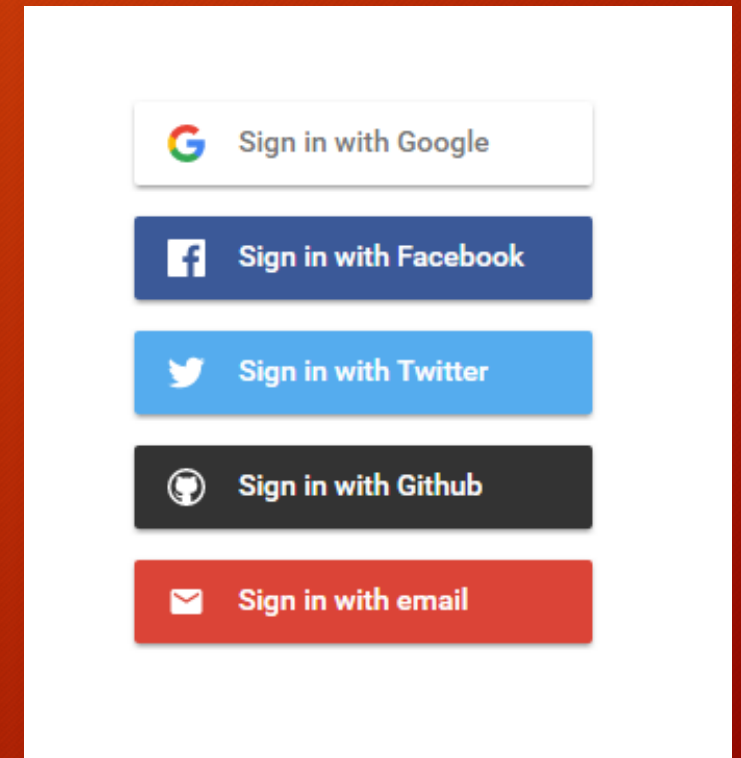 Sign in with Google
Sign in with Facebook
Sign in with Twitter
Sign in with Github
Sign in with email